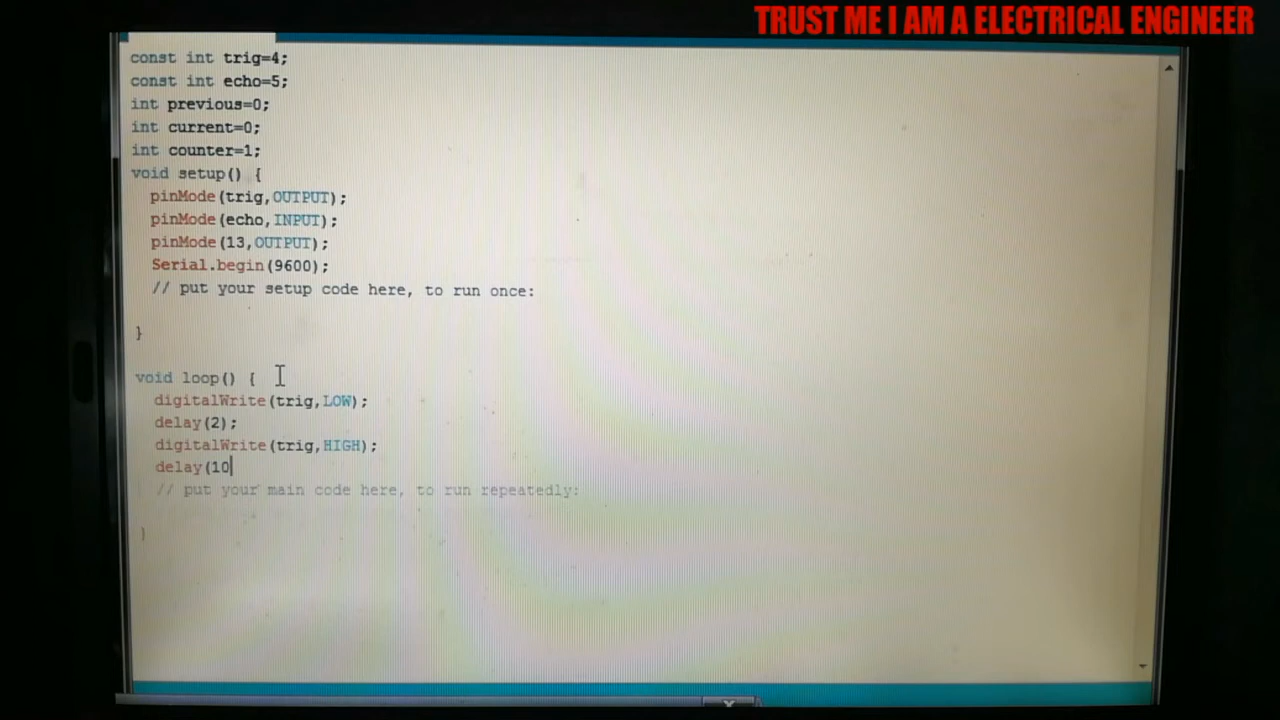 TRUST ME I AM A ELECTRICAL ENGINEER
const int trig=4;
const int echo=5;
int previous=0;
int current=0;
int counter=1;
void setup() {
pinMode(trig,OUTPUT);
pinMode(echo,INPUT);
pinMode(13,OUTPUT);
Serial.begin(9600);
// put your setup code here, to run once:
}
void loop() {
digitalWrite(trig,LOW);
delay(2);
digitalWrite(trig,HIGH);
delay(10
// put your main code here, to run repeatedly:
}